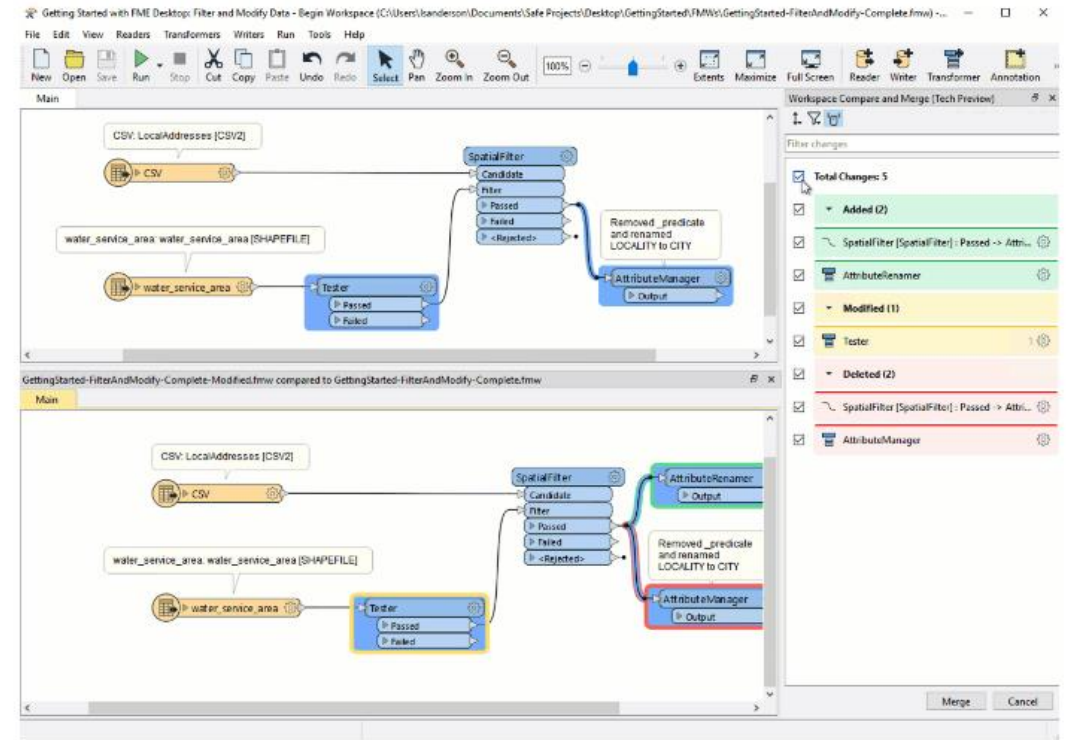 Getting Started with FME Desktop: Filter and Modify Data - Begin Workspace (C:\Users\lsanderson\Documents\Safe Projects\Desktop\GettingStarted\FMWs\GettingStarted-FilterAndModify-Complete.fmw) -...
File Edit View Readers Transformers Writers Run Tools Help
100%
New Open Save Run Stop Cut Copy Paste Undo Redo Select Pan Zoom In Zoom Out Extents Maximize Full Screen Reader Writer Transformer Annotation
Main
CSV: LocalAddresses [CSV2]
CSV
SpatialFilter
Candidate
Filter
Passed
Failed
<Rejected>
Removed _predicate
and renamed
LOCALITY to CITY
water_service_area: water_service_area [SHAPEFILE]
water_service_area
Tester
Passed
Failed
AttributeManager
Output
GettingStarted-FilterAndModify-Complete-Modified.fmw compared to GettingStarted-FilterAndModify-Complete.fmw
Main
CSV: LocalAddresses [CSV2]
CSV
SpatialFilter
Candidate
Filter
Passed
Failed
<Rejected>
AttributeRenamer
Output
Removed _predicate
and renamed
LOCALITY to CITY
water_service_area: water_service_area [SHAPEFILE]
water_service_area
Tester
Passed
Failed
AttributeManager
Output
Workspace Compare and Merge [Tech Preview]
Filter changes
Total Changes: 5
Added (2)
SpatialFilter [SpatialFilter] : Passed -> Attri...
AttributeRenamer
Modified (1)
Tester 1
Deleted (2)
SpatialFilter [SpatialFilter] : Passed -> Attri...
AttributeManager
Merge Cancel